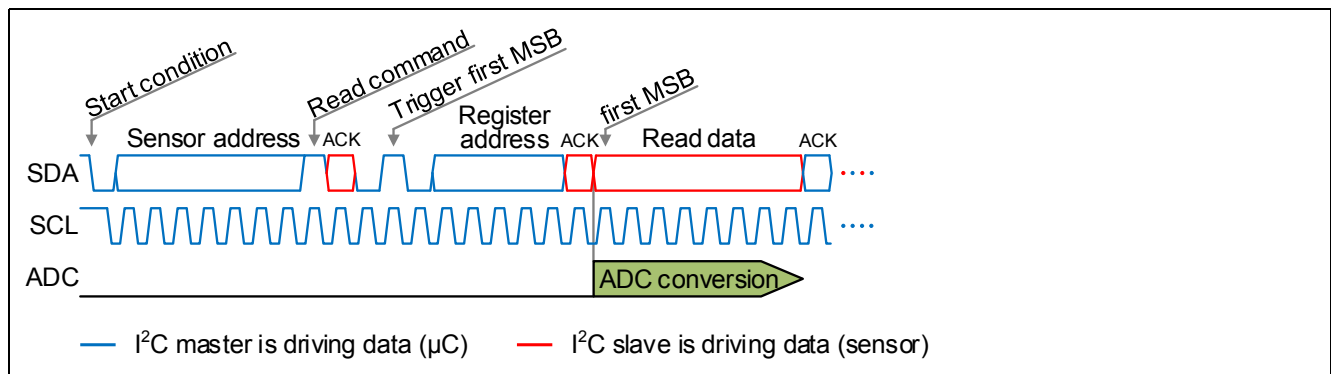 Start condition
Read command
Trigger first MSB
first MSB
Sensor address
ACK
Register
address
ACK
Read data
ACK
SDA
SCL
ADC
ADC conversion
I²C master is driving data (µC)
I²C slave is driving data (sensor)